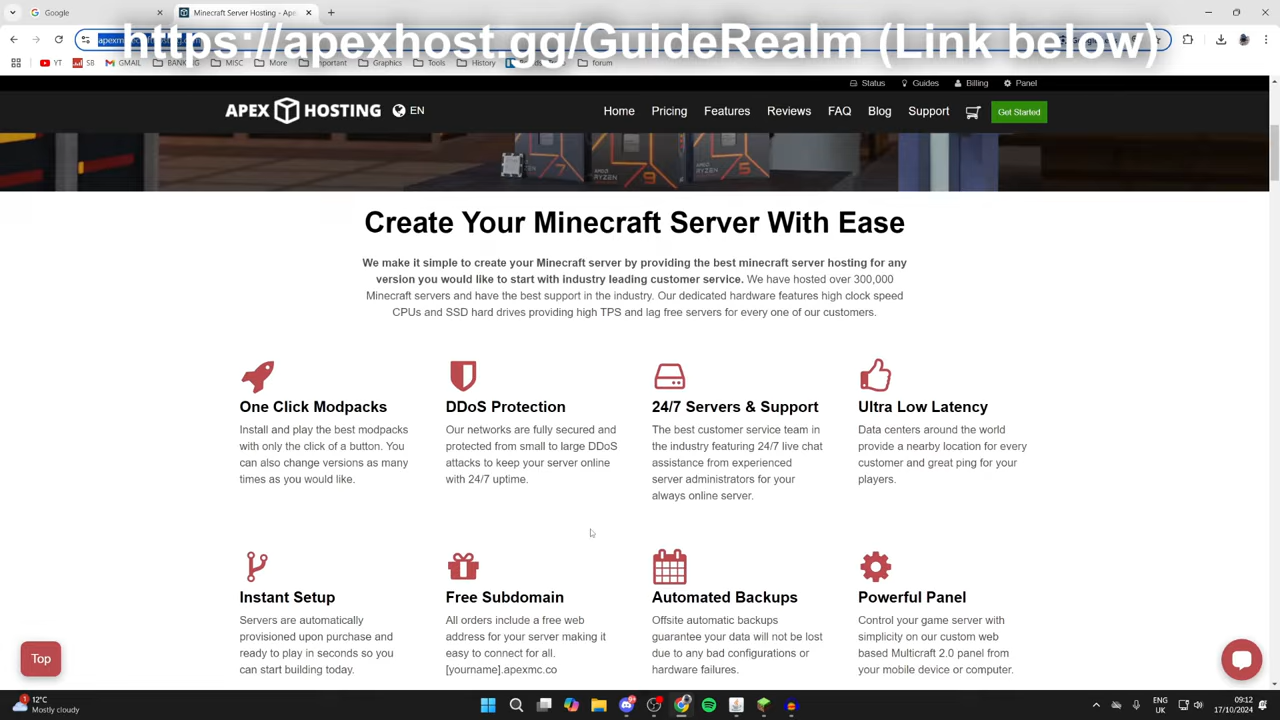 Google
Minecraft Server Hosting - Apex
https://apexhost.gg/GuideRealm (Link below)
YT
SB
GMAIL
MISC
More
Graphics
Tools
History
forum
Status
Guides
Billing
Panel
APEX HOSTING
EN
Home
Pricing
Features
Reviews
FAQ
Blog
Support
Get Started
Create Your Minecraft Server With Ease
We make it simple to create your Minecraft server by providing the best minecraft server hosting for any
version you would like to start with industry leading customer service. We have hosted over 300,000
Minecraft servers and have the best support in the industry. Our dedicated hardware features high clock speed
CPUs and SSD hard drives providing high TPS and lag free servers for every one of our customers.
One Click Modpacks
Install and play the best modpacks
with only the click of a button. You
can also change versions as many
times as you would like.
DDoS Protection
Our networks are fully secured and
protected from small to large DDoS
attacks to keep your server online
with 24/7 uptime.
24/7 Servers & Support
The best customer service team in
the industry featuring 24/7 live chat
assistance from experienced
server administrators for your
always online server.
Ultra Low Latency
Data centers around the world
provide a nearby location for every
customer and great ping for your
players.
Instant Setup
Servers are automatically
provisioned upon purchase and
ready to play in seconds so you
can start building today.
Free Subdomain
All orders include a free web
address for your server making it
easy to connect for all.
[yourname].apexmc.co
Automated Backups
Offsite automatic backups
guarantee your data will not be lost
due to any bad configurations or
hardware failures.
Powerful Panel
Control your game server with
simplicity on our custom web
based Multicraft 2.0 panel from
your mobile device or computer.
Top
12°C
Mostly cloudy
ENG
UK
09:12
17/10/2024